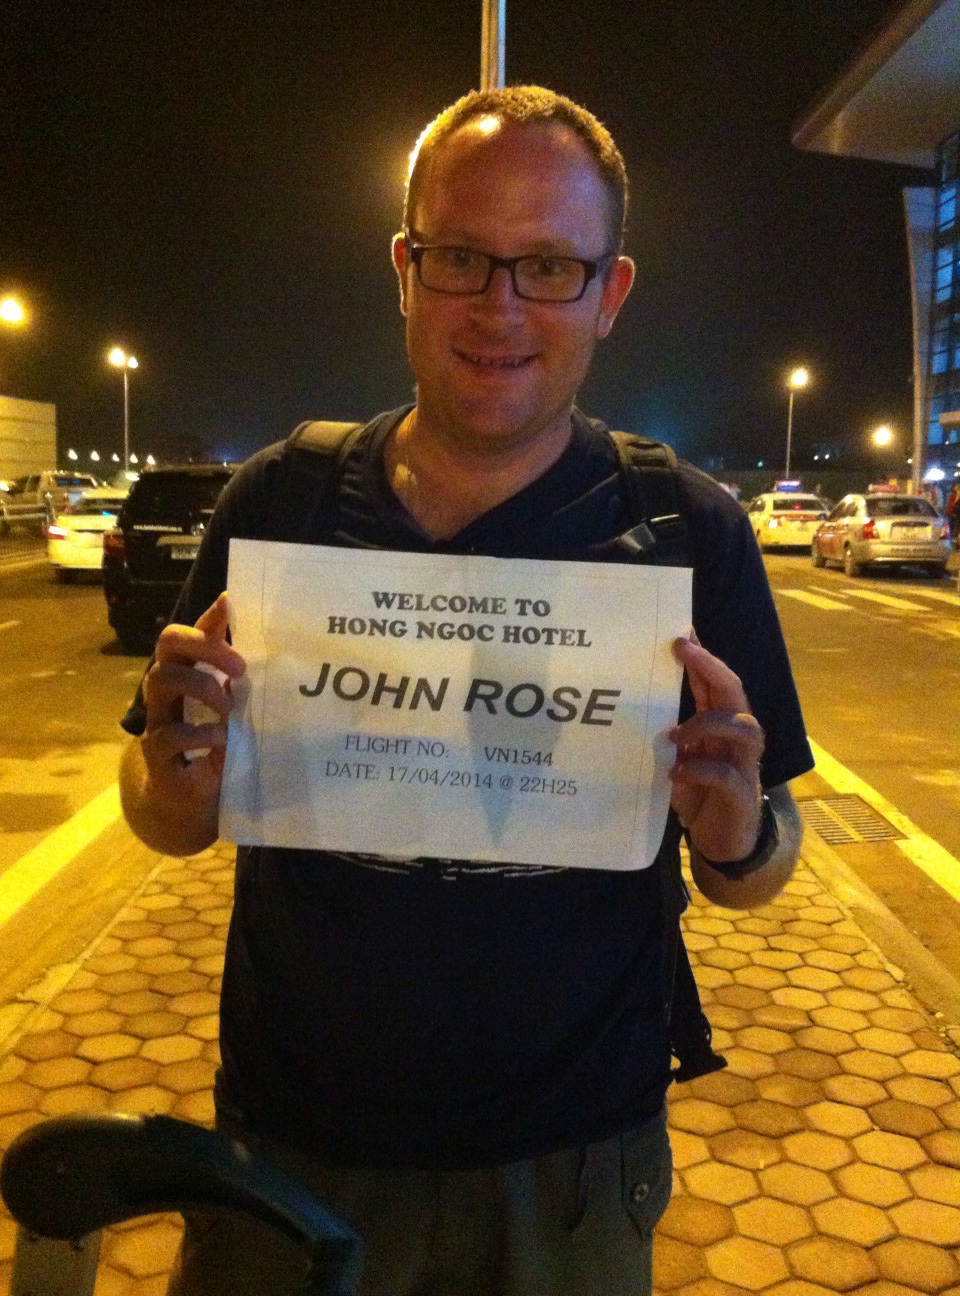 WELCOME TO
HONG NGOC HOTEL
JOHN ROSE
FLIGHT NO: VN1544
DATE: 17/04/2014 @ 22H25